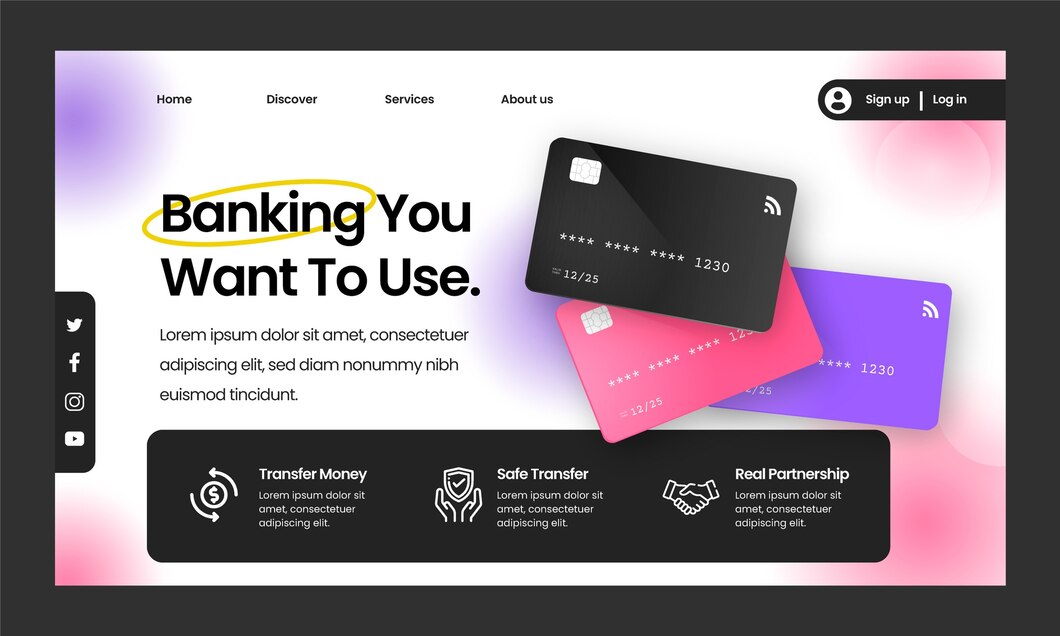 Home
Discover
Services
About us
Sign up | Log in
Banking You
Want To Use.
Lorem ipsum dolor sit amet, consectetuer
adipiscing elit, sed diam nonummy nibh
euismod tincidunt.
**** **** **** 1230
12/25
**** **** ****
12/25
**** 1230
/25
Transfer Money
Lorem ipsum dolor sit
amet, consectetuer
adipiscing elit.
Safe Transfer
Lorem ipsum dolor sit
amet, consectetuer
adipiscing elit.
Real Partnership
Lorem ipsum dolor sit
amet, consectetuer
adipiscing elit.